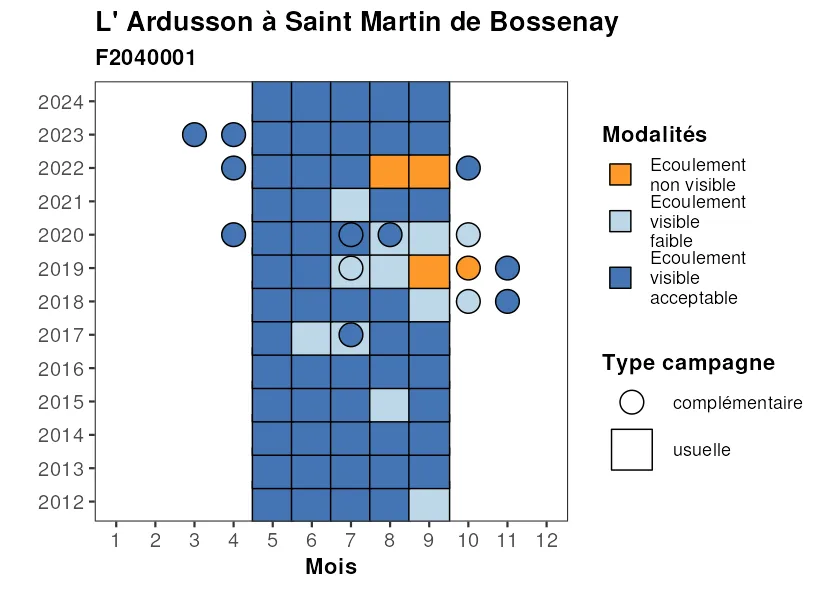 L' Ardusson à Saint Martin de Bossenay
F2040001
2024
2023
2022
2021
2020
2019
2018
2017
2016
2015
2014
2013
2012
1 2 3 4 5 6 7 8 9 10 11 12
Mois
Modalités
Ecoulement
non visible
Ecoulement
visible
faible
Ecoulement
visible
acceptable
Type campagne
complémentaire
usuelle